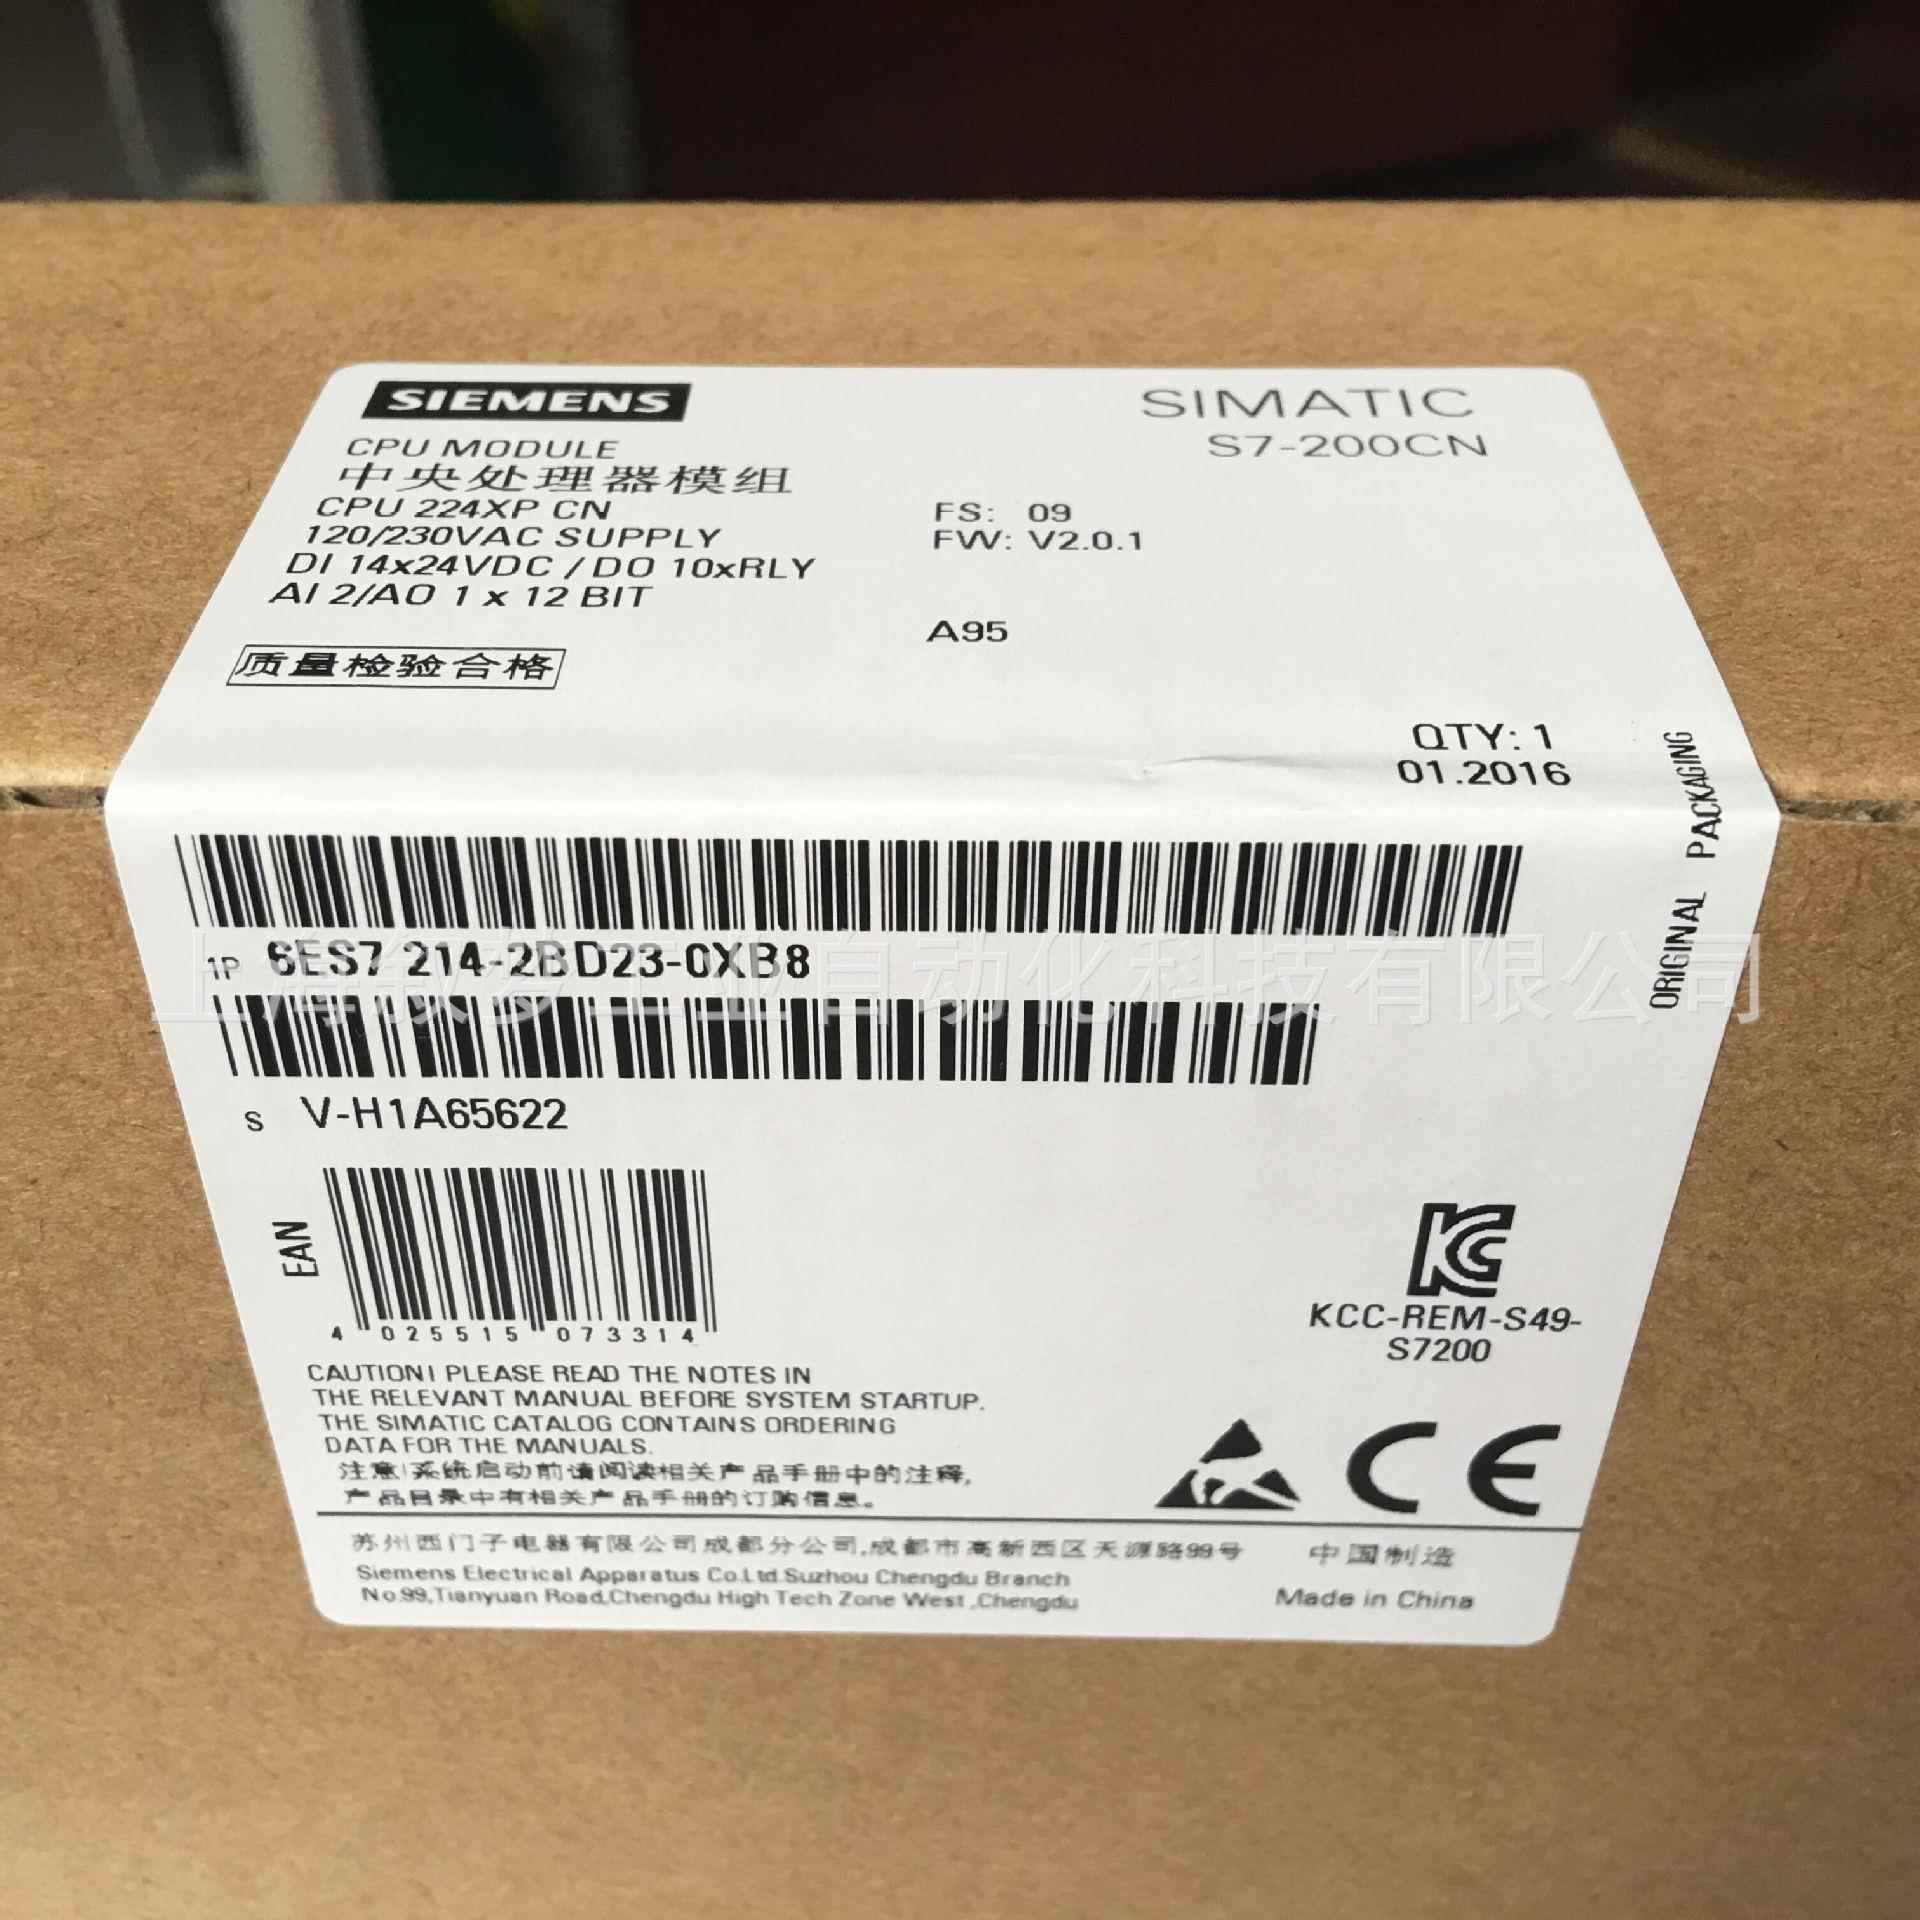 SIEMENS
SIMATIC
S7-200CN
CPU MODULE
中央处理器模组
CPU 224XP CN
120/230VAC SUPPLY
DI 14x24VDC / DO 10xRLY
AI 2/AO 1 x 12 BIT
FS: 09
FW: V2.0.1
A95
质量检验合格
QTY: 1
01.2016
ORIGINAL PACKAGING
1P 6ES7 214-2BD23-0XB8
上海钕梦工业自动化科技有限公司
S V-H1A65622
EAN
4 025515 073314
KC
KCC-REM-S49-
S7200
CAUTION! PLEASE READ THE NOTES IN
THE RELEVANT MANUAL BEFORE SYSTEM STARTUP.
THE SIMATIC CATALOG CONTAINS ORDERING
DATA FOR THE MANUALS.
注意!系统启动前请阅读相关产品手册中的注释,
产品目录中有相关产品手册的订购信息。
CE
苏州西门子电器有限公司成都分公司,成都市高新西区天源路99号
中国制造
Siemens Electrical Apparatus Co.Ltd.Suzhou Chengdu Branch
No.99,Tianyuan Road,Chengdu High Tech Zone West ,Chengdu
Made in China